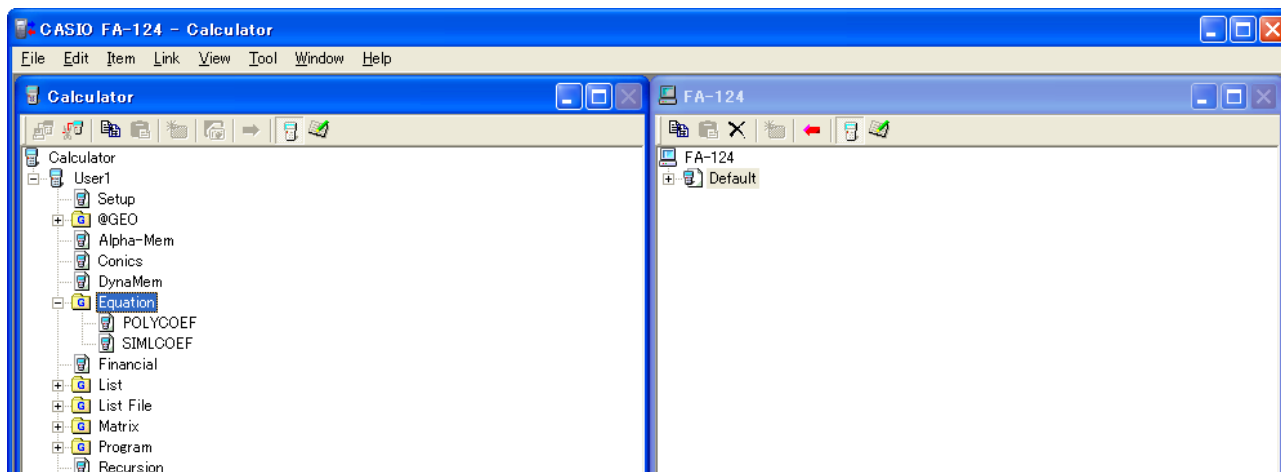 CASIO FA-124 - Calculator
File Edit Item Link View Tool Window Help
Calculator
Calculator
User1
Setup
@GEO
Alpha-Mem
Conics
DynaMem
Equation
POLYCOEF
SIMLCOEF
Financial
List
List File
Matrix
Program
Recursion
FA-124
FA-124
Default